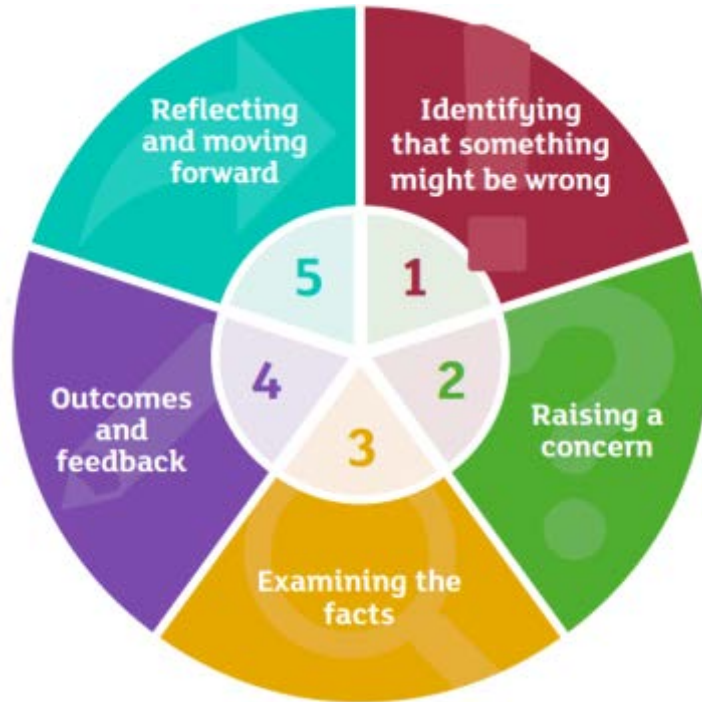 Identifying
that something
might be wrong
1
Raising a
concern
2
Examining the
facts
3
Outcomes
and
feedback
4
Reflecting
and moving
forward
5